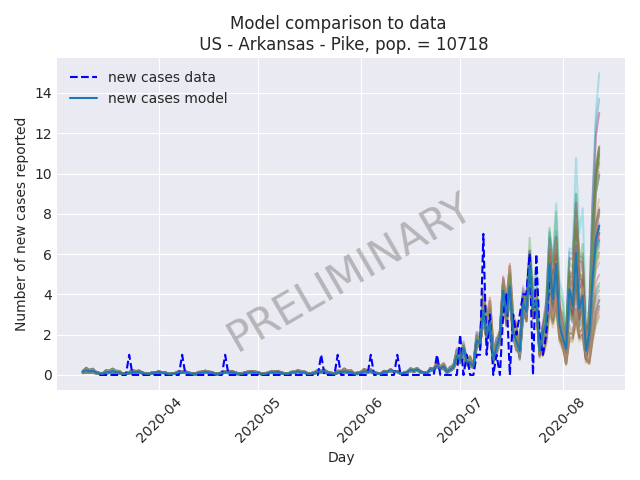 Model comparison to data
US - Arkansas - Pike, pop. = 10718
new cases data
new cases model
Number of new cases reported
14
12
10
8
6
4
2
0
PRELIMINARY
2020-04
2020-05
2020-06
2020-07
2020-08
Day